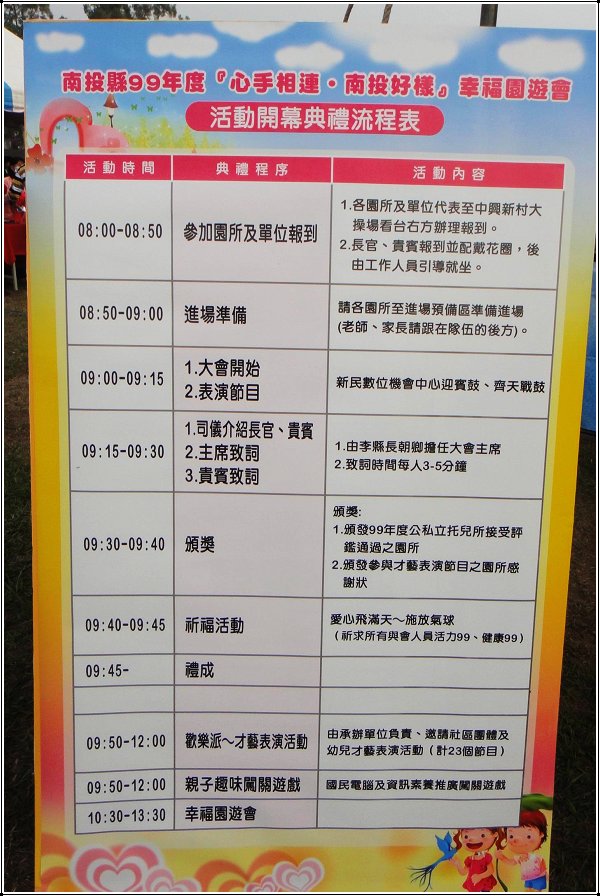 南投縣99年度『心手相連・南投好樣』幸福園遊會
活動開幕典禮流程表
活動時間 典禮程序 活動內容
08:00-08:50 參加園所及單位報到
1.各園所及單位代表至中興新村大
操場看台右方辦理報到。
2.長官、貴賓報到並配戴花圈，後
由工作人員引導就坐。
08:50-09:00 進場準備
請各園所至進場預備區準備進場
(老師、家長請跟在隊伍的後方)。
09:00-09:15
1.大會開始
2.表演節目
新民數位機會中心迎賓鼓、齊天戰鼓
09:15-09:30
1.司儀介紹長官、貴賓
2.主席致詞
3.貴賓致詞
1.由李縣長朝卿擔任大會主席
2.致詞時間每人3-5分鐘
09:30-09:40 頒獎
頒獎:
1.頒發99年度公私立托兒所接受評
鑑通過之園所
2.頒發參與才藝表演節目之園所感
謝狀
09:40-09:45 祈福活動
愛心飛滿天～施放氣球
(祈求所有與會人員活力99、健康99)
09:45- 禮成
09:50-12:00 歡樂派～才藝表演活動
由承辦單位負責、邀請社區團體及
幼兒才藝表演活動（計23個節目）
09:50-12:00 親子趣味闖關遊戲 國民電腦及資訊素養推廣闖關遊戲
10:30-13:30 幸福園遊會